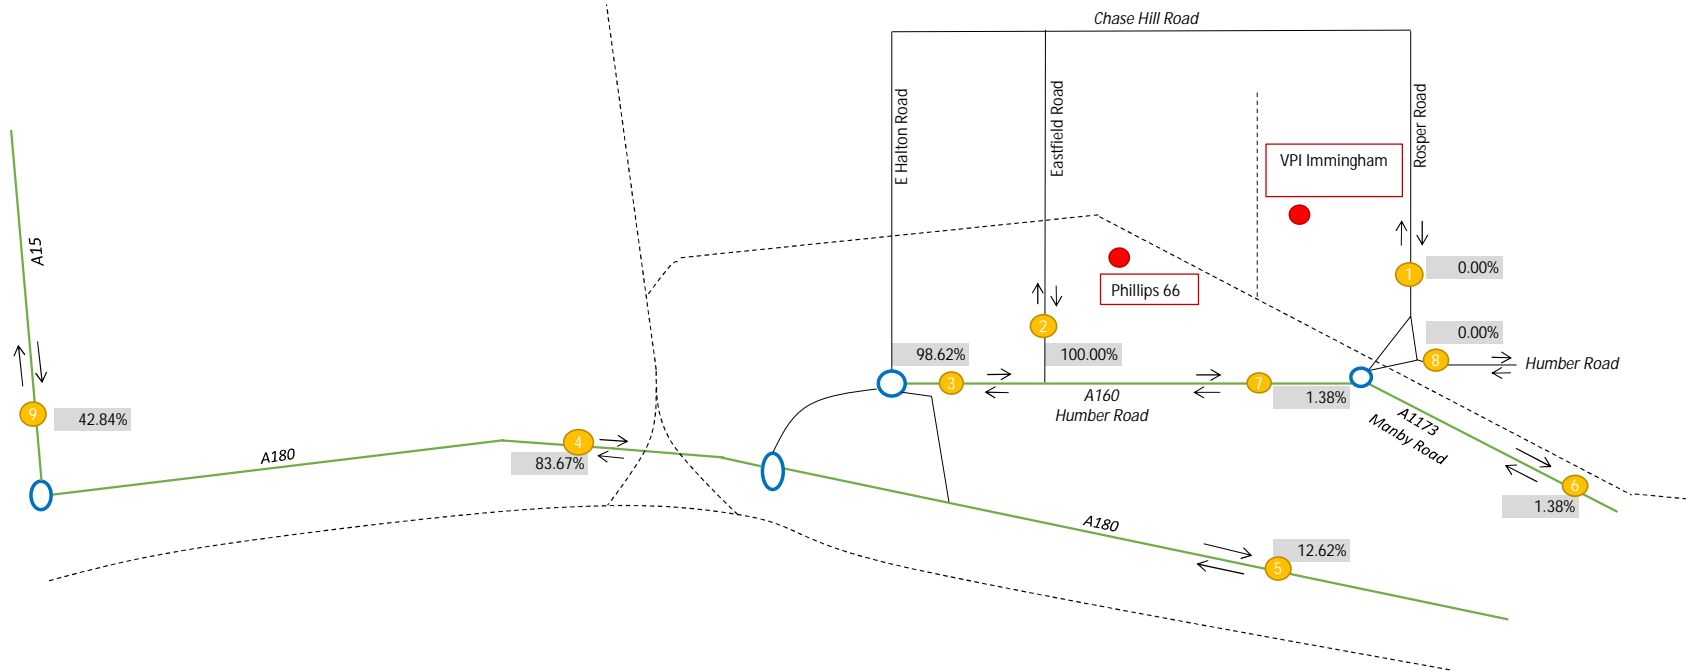 Chase Hill Road
E Halton Road
Eastfield Road
Rosper Road
VPI Immingham
A15
1
0.00%
Phillips 66
2
0.00%
98.62%
100.00%
8
Humber Road
3
7
A160
Humber Road
1.38%
9
42.84%
A1173
Manby Road
4
A180
83.67%
6
1.38%
A180
12.62%
5